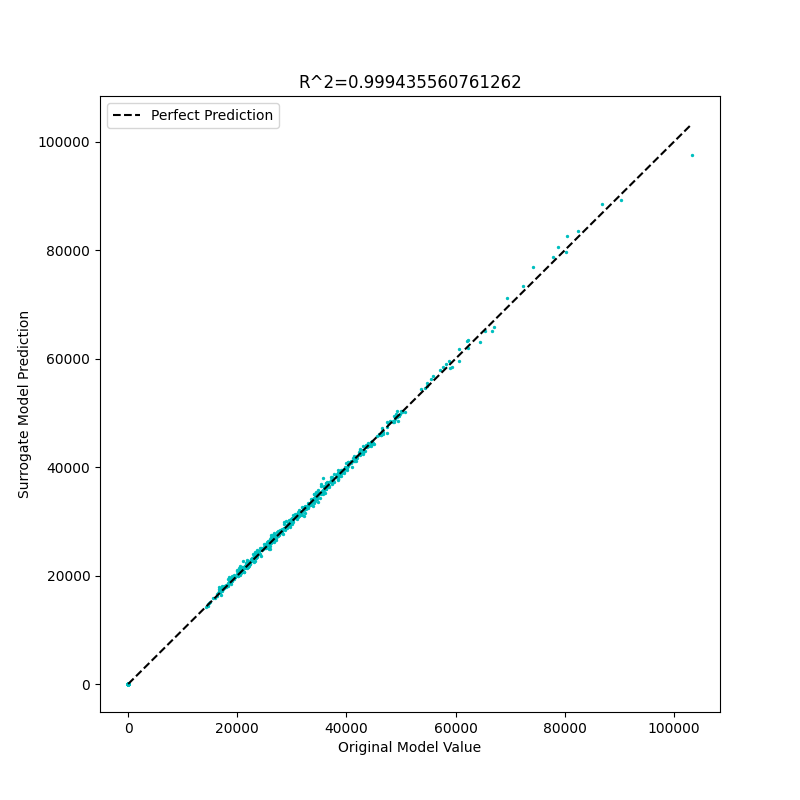 R^2=0.999435560761262
Perfect Prediction
100000
80000
60000
40000
20000
0
Surrogate Model Prediction
0 20000 40000 60000 80000 100000
Original Model Value